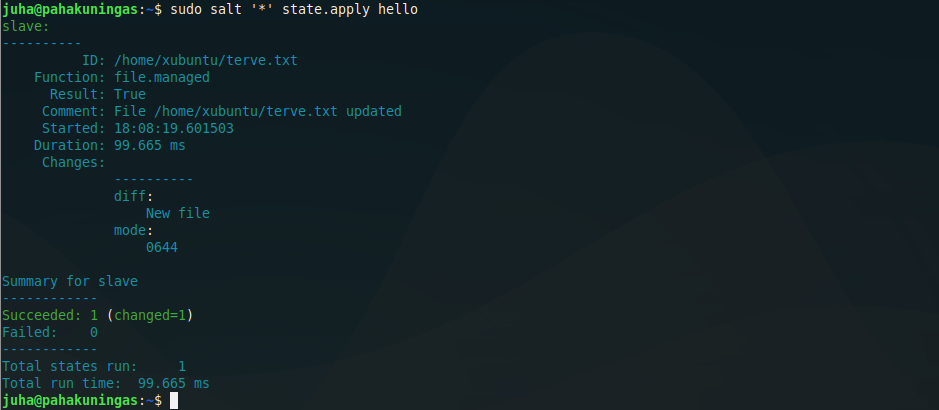 juha@pahakuningas:~$ sudo salt '*' state.apply hello
slave:
----------
          ID: /home/xubuntu/terve.txt
    Function: file.managed
      Result: True
     Comment: File /home/xubuntu/terve.txt updated
     Started: 18:08:19.601503
    Duration: 99.665 ms
     Changes:
              ----------
              diff:
                  New file
              mode:
                  0644
Summary for slave
------------
Succeeded: 1 (changed=1)
Failed:    0
------------
Total states run:     1
Total run time:  99.665 ms
juha@pahakuningas:~$